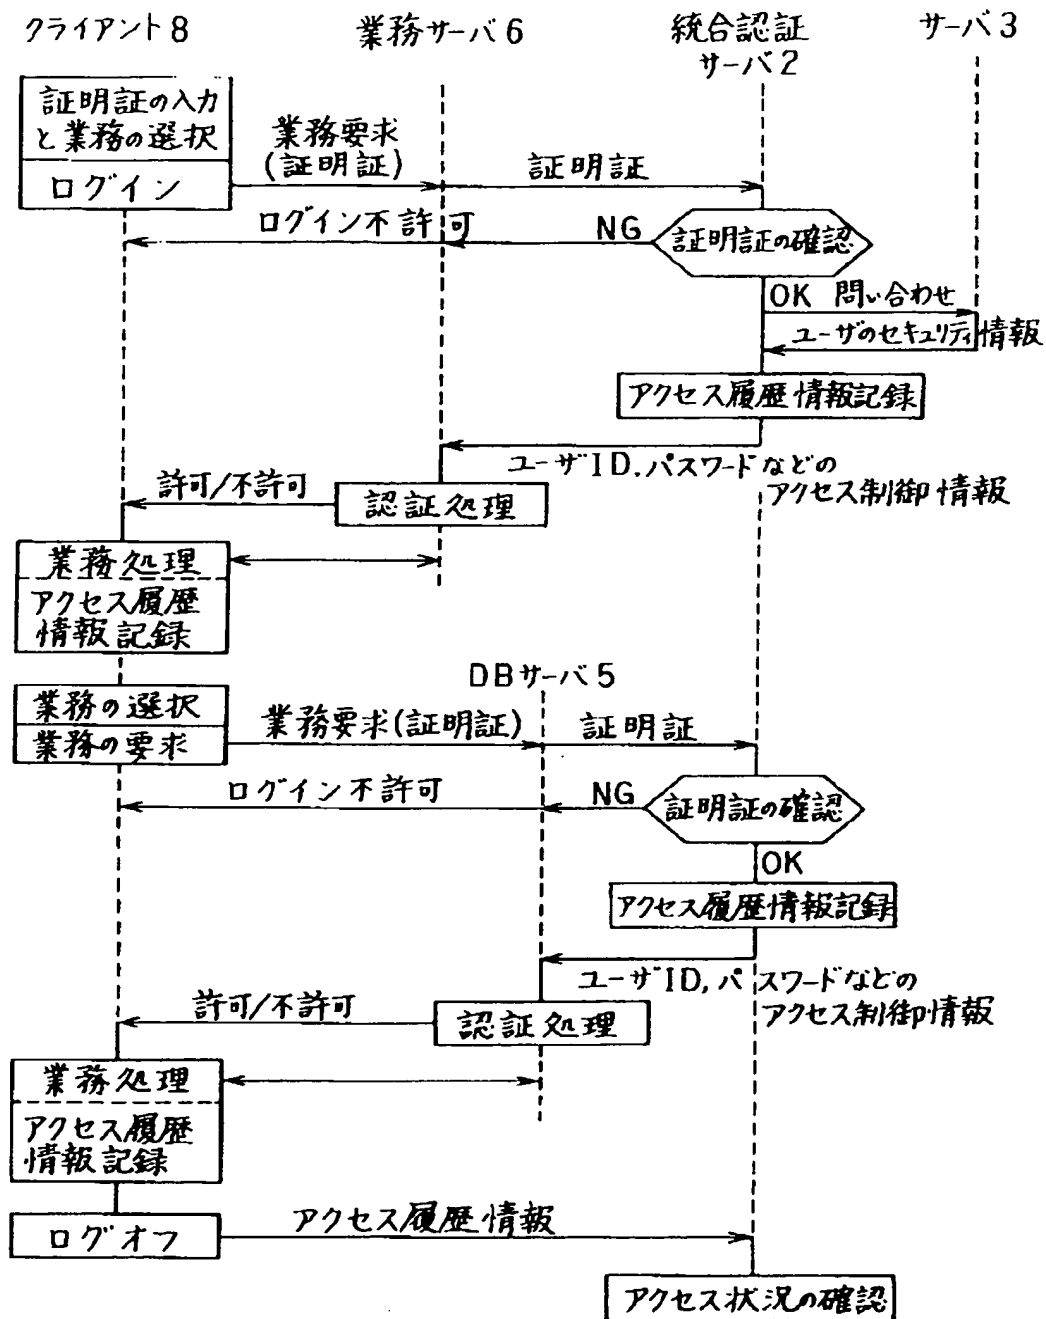 クライアント8
業務サーバ6
統合認証
サーバ2
サーバ3
証明証の入力
と業務の選択
ログイン
業務要求
(証明証)
証明証
ログイン不許可
NG
証明証の確認
OK 問い合わせ
ユーザのセキュリティ情報
アクセス履歴情報記録
ユーザID,パスワードなどの
アクセス制御情報
許可/不許可
認証処理
業務処理
アクセス履歴
情報記録
DBサーバ5
業務の選択
業務の要求
業務要求(証明証)
証明証
ログイン不許可
NG
証明証の確認
OK
アクセス履歴情報記録
ユーザID,パスワードなどの
アクセス制御情報
許可/不許可
認証処理
業務処理
アクセス履歴
情報記録
ログオフ
アクセス履歴情報
アクセス状況の確認